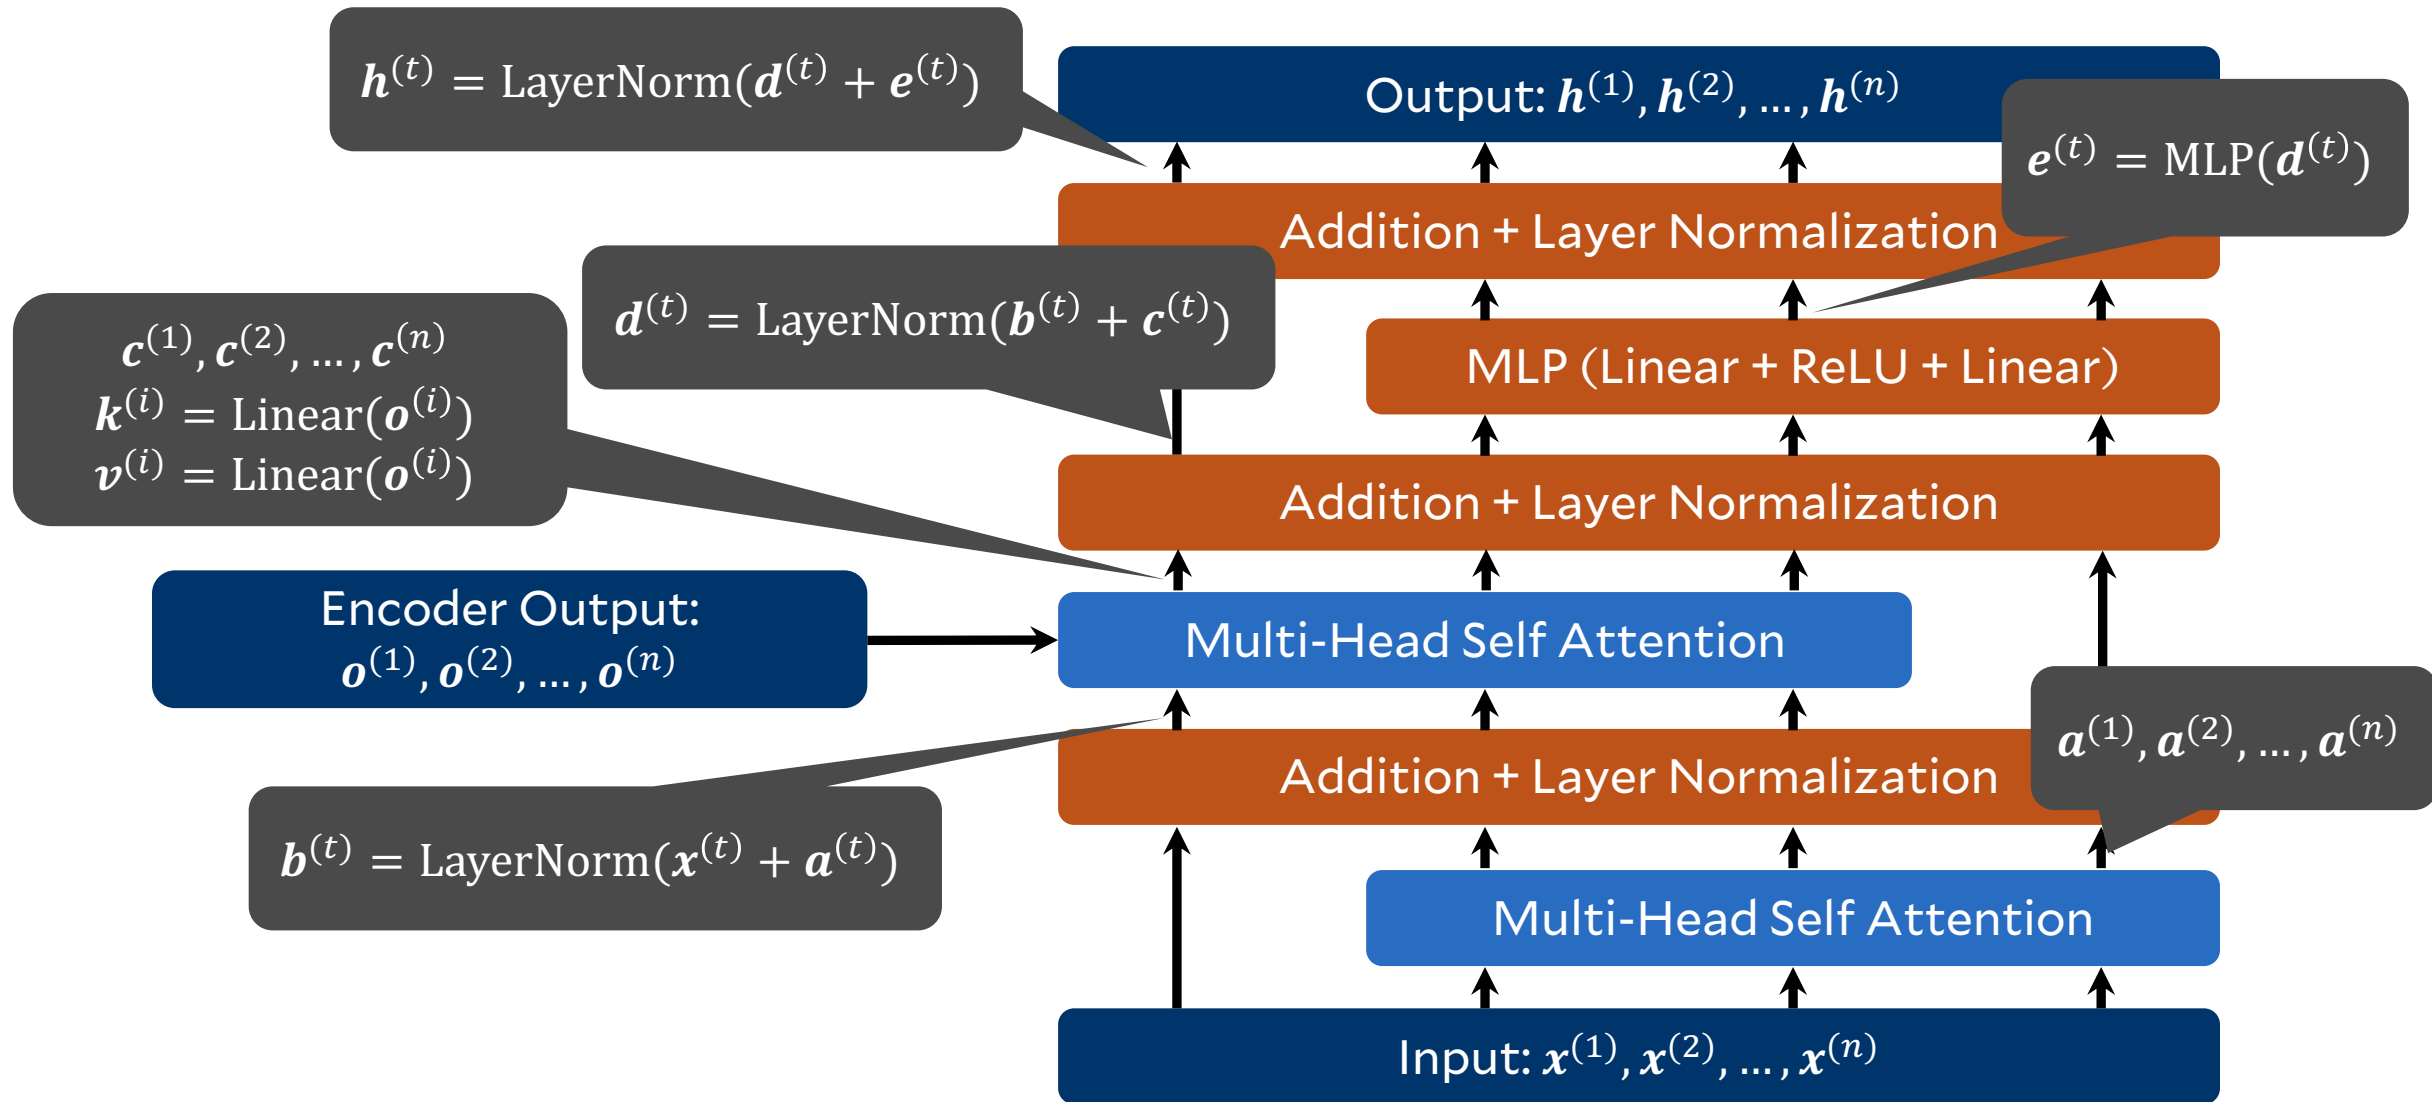 𝒉⁽ᵗ⁾ = LayerNorm(𝒅⁽ᵗ⁾ + 𝒆⁽ᵗ⁾)
Output: 𝒉⁽¹⁾, 𝒉⁽²⁾, … , 𝒉⁽ⁿ⁾
𝒆⁽ᵗ⁾ = MLP(𝒅⁽ᵗ⁾)
Addition + Layer Normalization
𝒅⁽ᵗ⁾ = LayerNorm(𝒃⁽ᵗ⁾ + 𝒄⁽ᵗ⁾)
MLP (Linear + ReLU + Linear)
𝒄⁽¹⁾, 𝒄⁽²⁾, … , 𝒄⁽ⁿ⁾
𝒌⁽ⁱ⁾ = Linear(𝒐⁽ⁱ⁾)
𝒗⁽ⁱ⁾ = Linear(𝒐⁽ⁱ⁾)
Addition + Layer Normalization
Encoder Output:
𝒐⁽¹⁾, 𝒐⁽²⁾, … , 𝒐⁽ⁿ⁾
Multi-Head Self Attention
𝒂⁽¹⁾, 𝒂⁽²⁾, … , 𝒂⁽ⁿ⁾
Addition + Layer Normalization
𝒃⁽ᵗ⁾ = LayerNorm(𝒙⁽ᵗ⁾ + 𝒂⁽ᵗ⁾)
Multi-Head Self Attention
Input: 𝒙⁽¹⁾, 𝒙⁽²⁾, … , 𝒙⁽ⁿ⁾